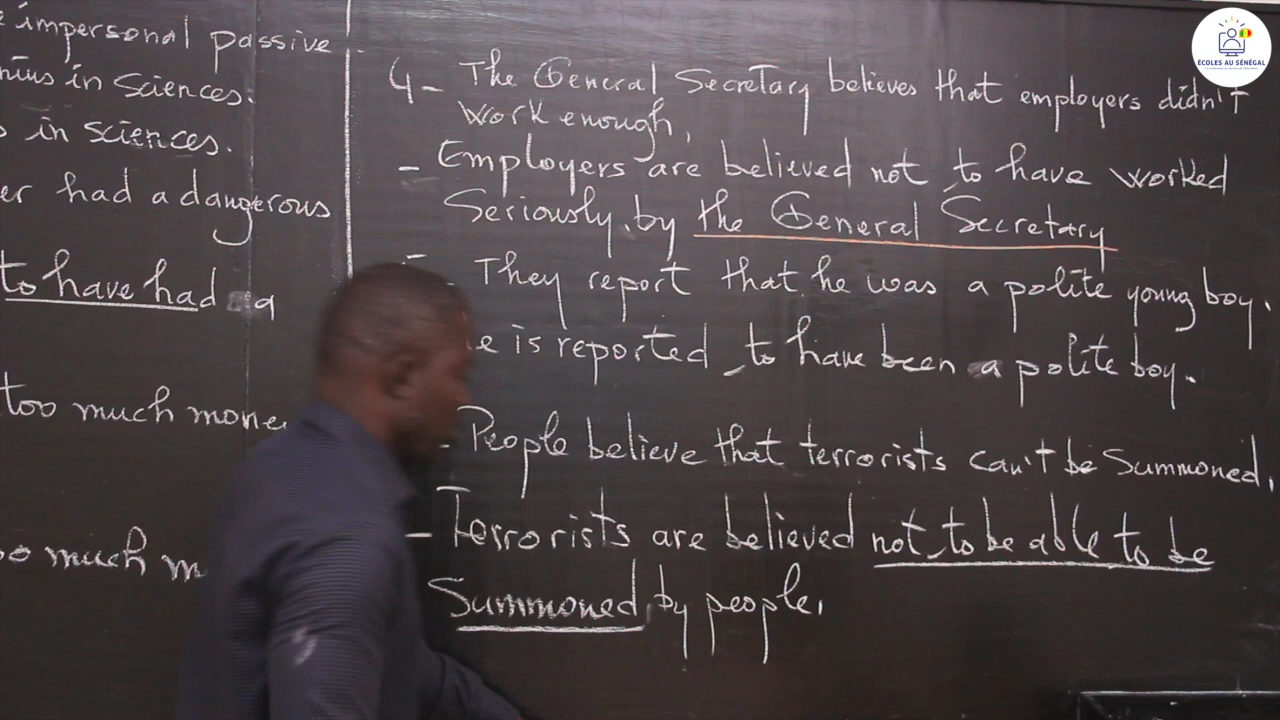 impersonal passive
in Sciences.
in sciences.
er had a dangerous
to have had a
too much mone
much m
4- The General Secretary believes that employers didn't
work enough,
- Employers are believed not to have worked
Seriously, by the General Secretary
They report that he was a polite young boy.
e is reported to have been a polite boy.
- People believe that terrorists can't be Summoned,
- Terrorists are believed not to be able to be
Summoned, by people,
ÉCOLES AU SÉNÉGAL